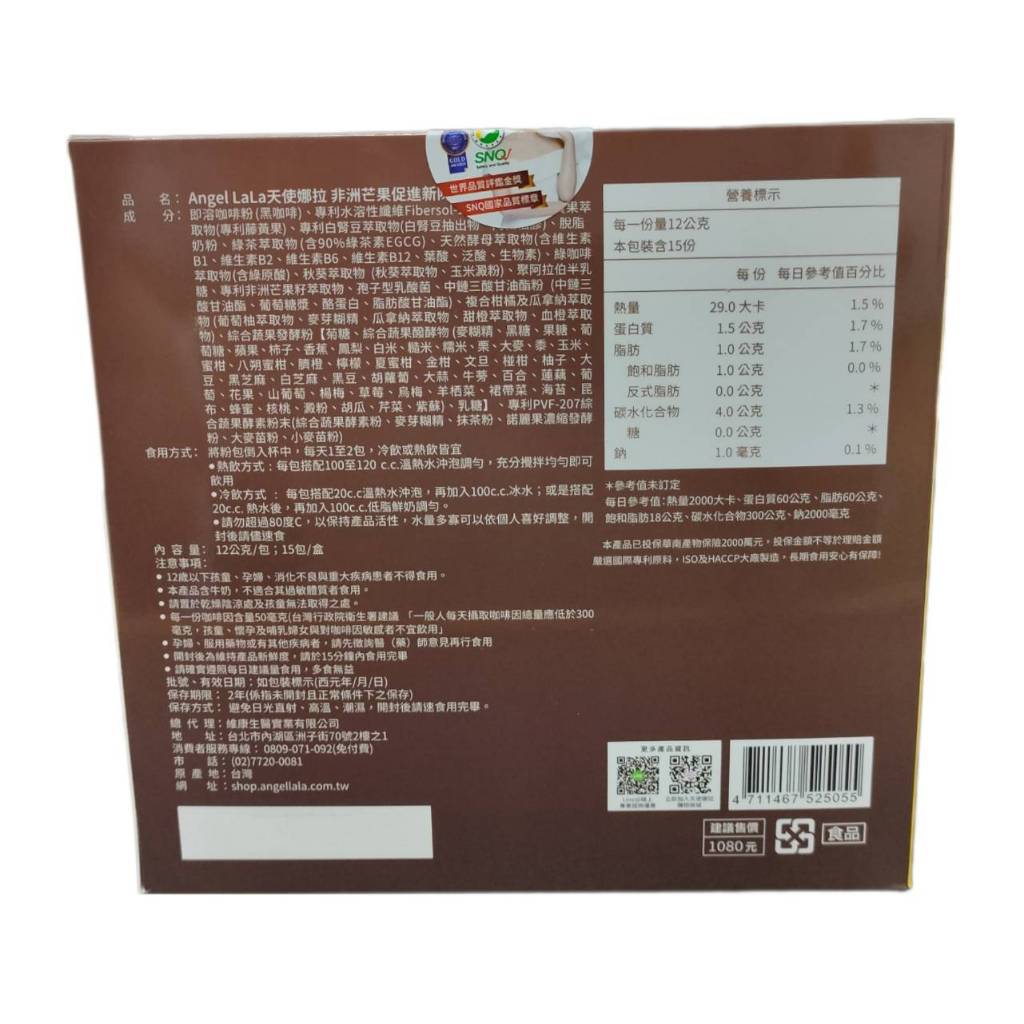 品 名：Angel LaLa天使娜拉 非洲芒果促進新
成 分：即溶咖啡粉(黑咖啡)、專利水溶性纖維Fibersol- 黃果萃
取物(專利藤黃果)、專利白腎豆萃取物(白腎豆抽出物 、脫脂
奶粉、綠茶萃取物(含90%綠茶素EGCG)、天然酵母萃取物(含維生素
B1、維生素B2、維生素B6、維生素B12、葉酸、泛酸、生物素)、綠咖啡
萃取物(含綠原酸)、秋葵萃取物（秋葵萃取物、玉米澱粉)、聚阿拉伯半乳
糖、專利非洲芒果籽萃取物、孢子型乳酸菌、中鏈三酸甘油酯粉（中鏈三
酸甘油酯、葡萄糖漿、酪蛋白、脂肪酸甘油酯)、複合柑橘及瓜拿納萃取
物(葡萄柚萃取物、麥芽糊精、瓜拿納萃取物、甜橙萃取物、血橙萃取
物)、綜合蔬果發酵粉【菊糖、綜合蔬果醱酵物(麥糊精、黑糖、果糖、葡
萄糖、蘋果、柿子、香蕉、鳳梨、白米、糙米、糯米、栗、大麥、黍、玉米、
蜜柑、八朔蜜柑、臍橙、檸檬、夏蜜柑、金柑、文旦、椪柑、柚子、大
豆、黑芝麻、白芝麻、黑豆、胡蘿蔔、大蒜、牛蒡、百合、蓮藕、葡
萄、花果、山葡萄、楊梅、草莓、烏梅、羊栖菜、裙帶菜、海苔、昆
布、蜂蜜、核桃、澱粉、胡瓜、芹菜、紫蘇)、乳糖】、專利PVF-207綜
合蔬果酵素粉末(綜合蔬果酵素粉、麥芽糊精、抹茶粉、諾麗果濃縮發酵
粉、大麥苗粉、小麥苗粉)
食用方式：將粉包倒入杯中，每天1至2包，冷飲或熱飲皆宜
●熱飲方式：每包搭配100至120 c.c.溫熱水沖泡調勻，充分攪拌均勻即可
飲用
●冷飲方式 ：每包搭配20c.c溫熱水沖泡，再加入100c.c.冰水；或是搭配
20c.c. 熱水後，再加入100c.c.低脂鮮奶調勻。
●請勿超過80度C，以保持產品活性，水量多寡可以依個人喜好調整，開
封後請儘速食
內 容 量：12公克/包；15包/盒
注意事項：
● 12歲以下孩童、孕婦、消化不良與重大疾病患者不得食用。
● 本產品含牛奶，不適合其過敏體質者食用。
● 請置於乾燥陰涼處及孩童無法取得之處。
● 每一份咖啡因含量50毫克(台灣行政院衛生署建議 「一般人每天攝取咖啡因總量應低於300
毫克，孩童、懷孕及哺乳婦女與對咖啡因敏感者不宜飲用」
● 孕婦、服用藥物或有其他疾病者，請先徵詢醫（藥）師意見再行食用
● 開封後為維持產品新鮮度，請於15分鐘內食用完畢
● 請確實遵照每日建議量食用，多食無益
批號、有效日期：如包裝標示(西元年/月/日)
保存期限： 2年(係指未開封且正常條件下之保存)
保存方式： 避免日光直射、高溫、潮濕，開封後請速食用完畢。
總 代 理：維康生醫實業有限公司
地 址：台北市內湖區洲子街70號2樓之1
消費者服務專線：0809-071-092(免付費)
市 話：(02)7720-0081
原 產 地：台灣
網 址：shop.angellala.com.tw
GOLD
SNQ
Safety and Quality
世界品質評鑑金獎
SNQ國家品質標章
營養標示
每一份量12公克
本包裝含15份
每份 每日參考值百分比
熱量 29.0 大卡 1.5 %
蛋白質 1.5 公克 1.7 %
脂肪 1.0 公克 1.7 %
飽和脂肪 1.0 公克 0.0 %
反式脂肪 0.0 公克 ＊
碳水化合物 4.0 公克 1.3 %
糖 0.0 公克 ＊
鈉 1.0 毫克 0.1 %
＊參考值未訂定
每日參考值:熱量2000大卡、蛋白質60公克、脂肪60公克、
飽和脂肪18公克、碳水化合物300公克、鈉2000毫克
本產品已投保華南產物保險2000萬元，投保金額不等於理賠金額
嚴選國際專利原料，ISO及HACCP大廠製造，長期食用安心有保障!
更多產品資訊
4 711467 525055
建議售價
1080元
食品